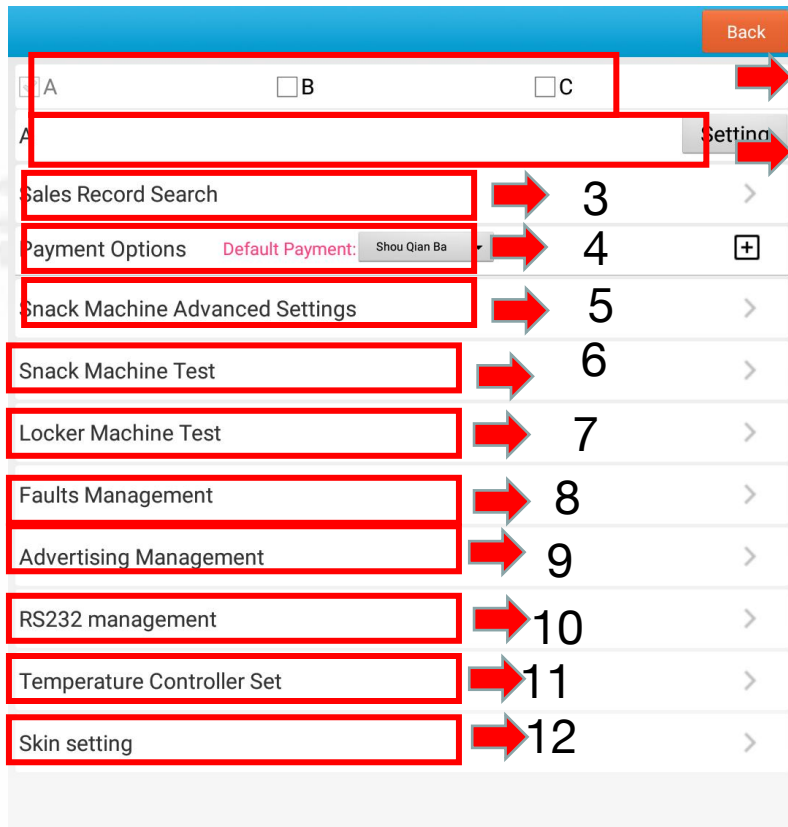 Back
A B C
A Setting
Sales Record Search 3
Payment Options Default Payment: Shou Qian Ba 4
Snack Machine Advanced Settings 5
Snack Machine Test 6
Locker Machine Test 7
Faults Management 8
Advertising Management 9
RS232 management 10
Temperature Controller Set 11
Skin setting 12